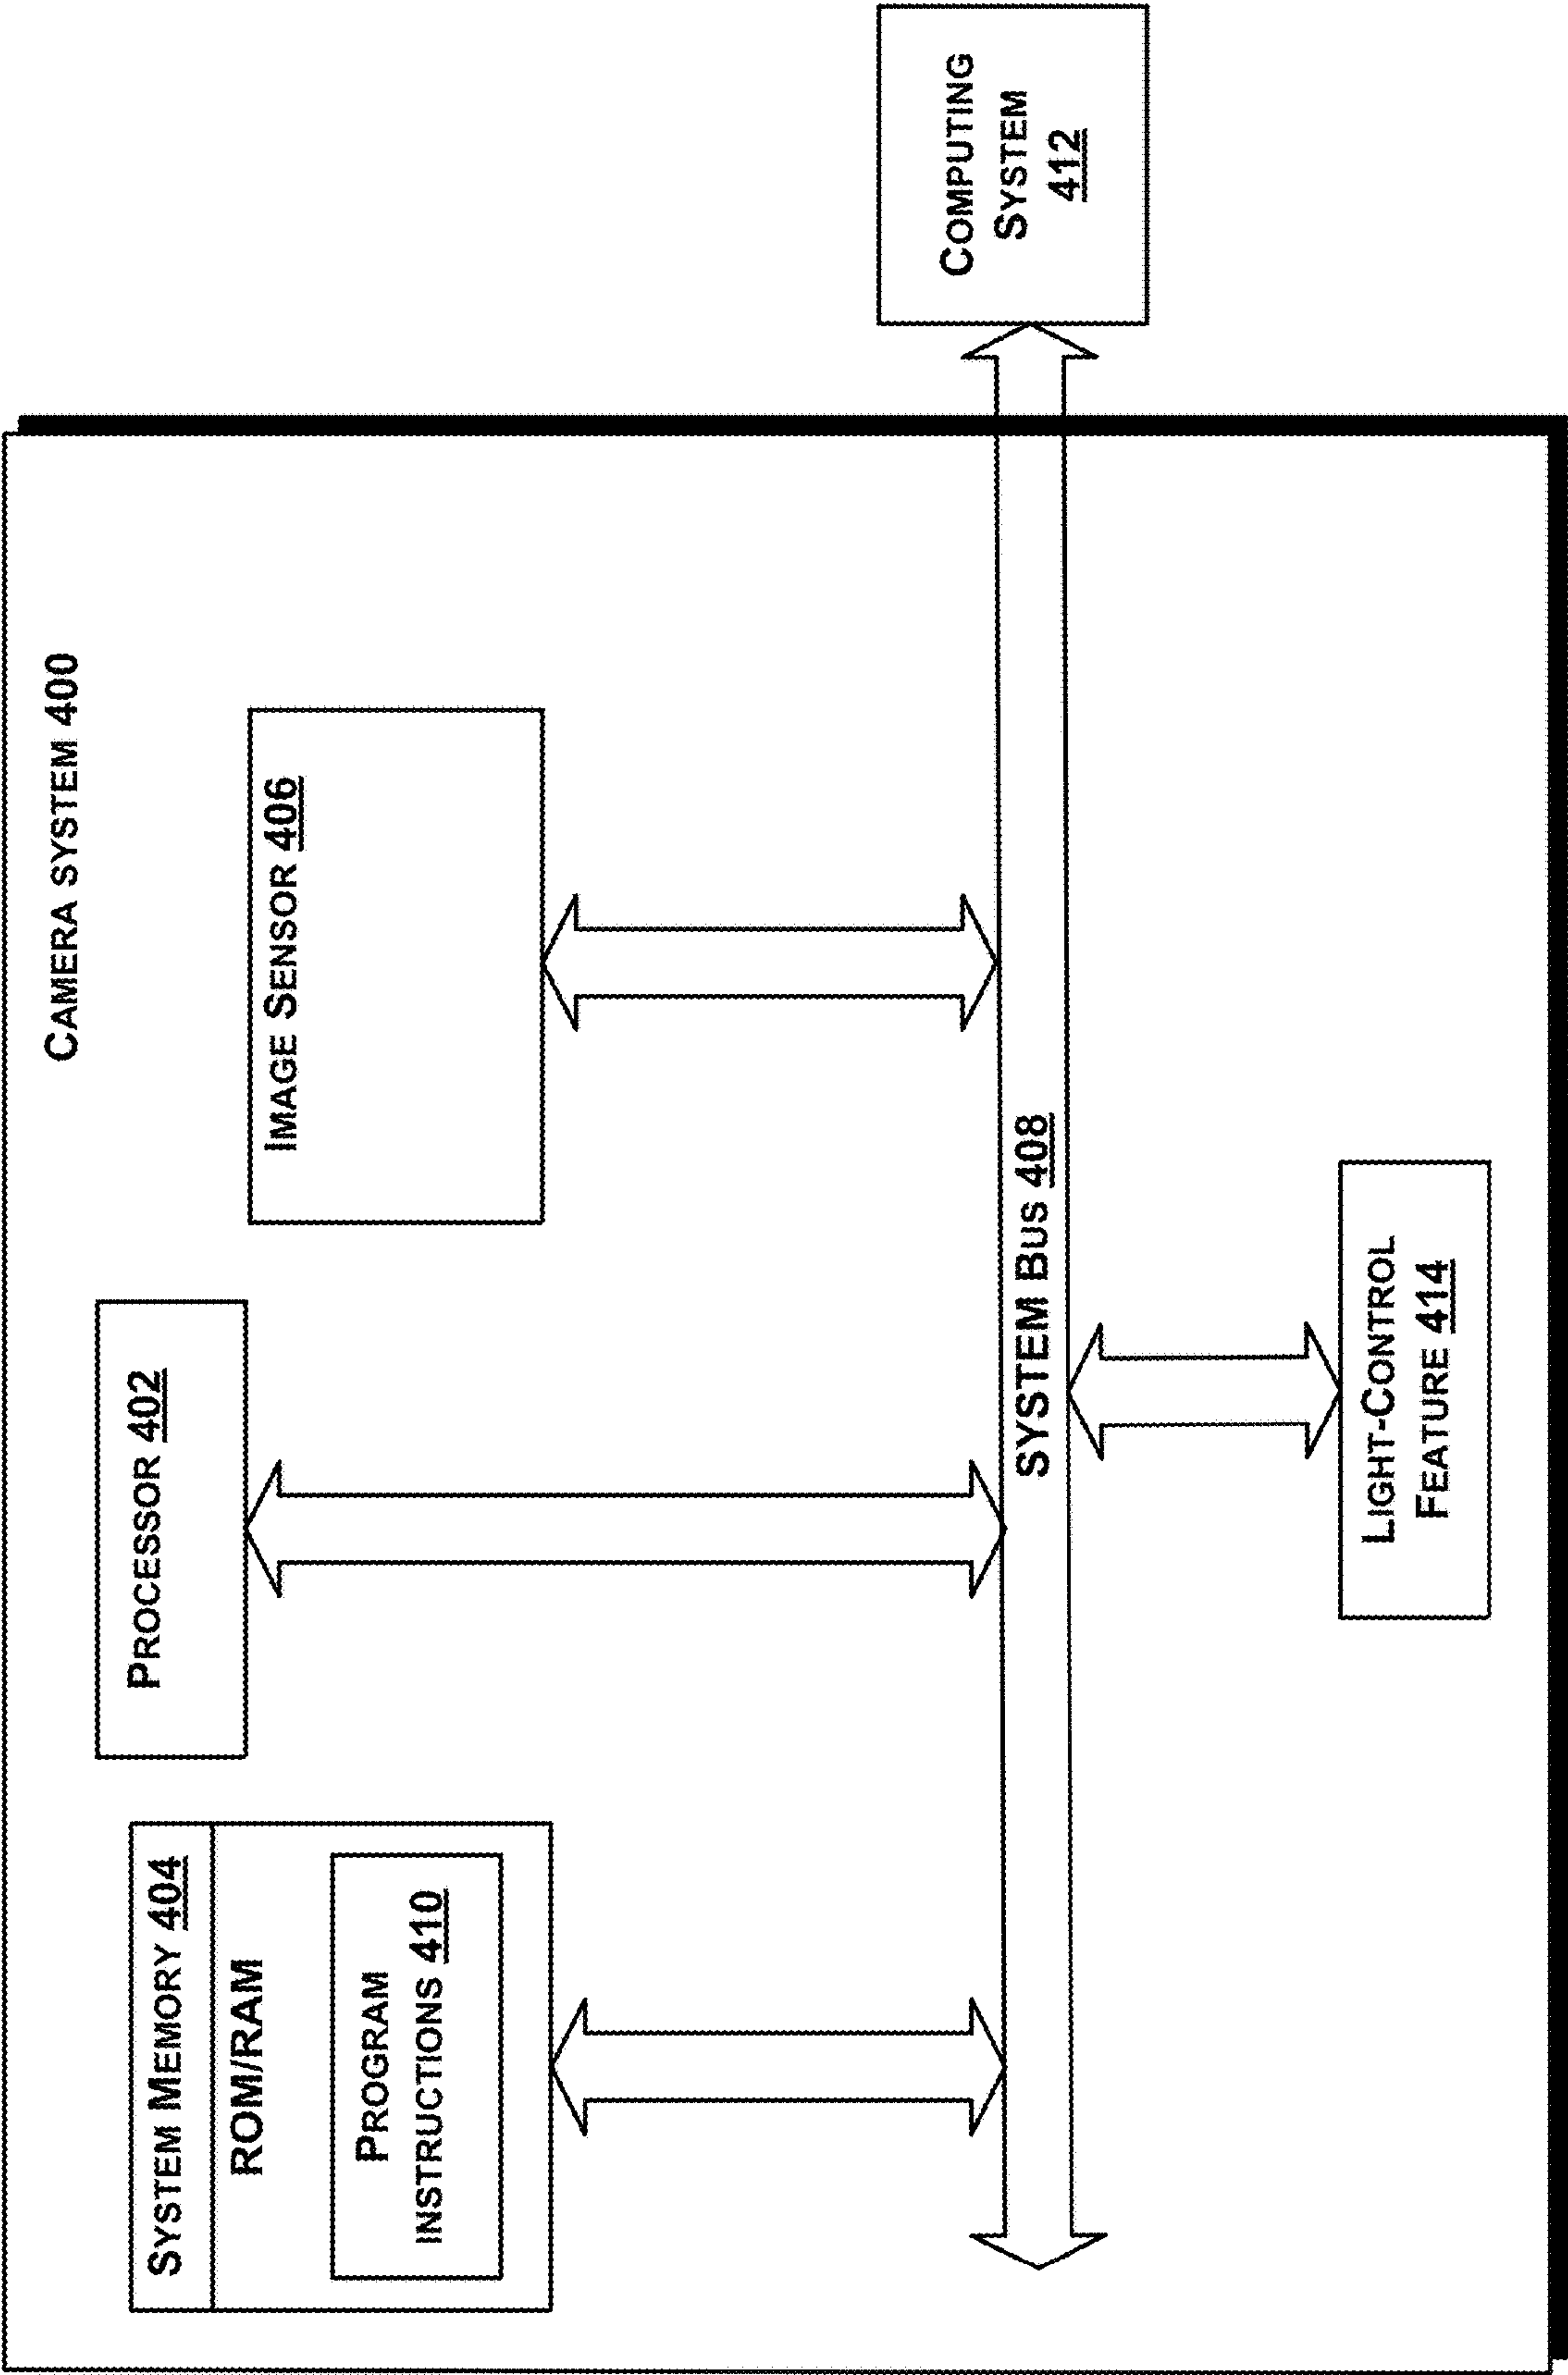 CAMERA SYSTEM 400
SYSTEM MEMORY 404
ROM/RAM
PROGRAM
INSTRUCTIONS 410
PROCESSOR 402
IMAGE SENSOR 406
SYSTEM BUS 408
LIGHT-CONTROL
FEATURE 414
COMPUTING
SYSTEM
412